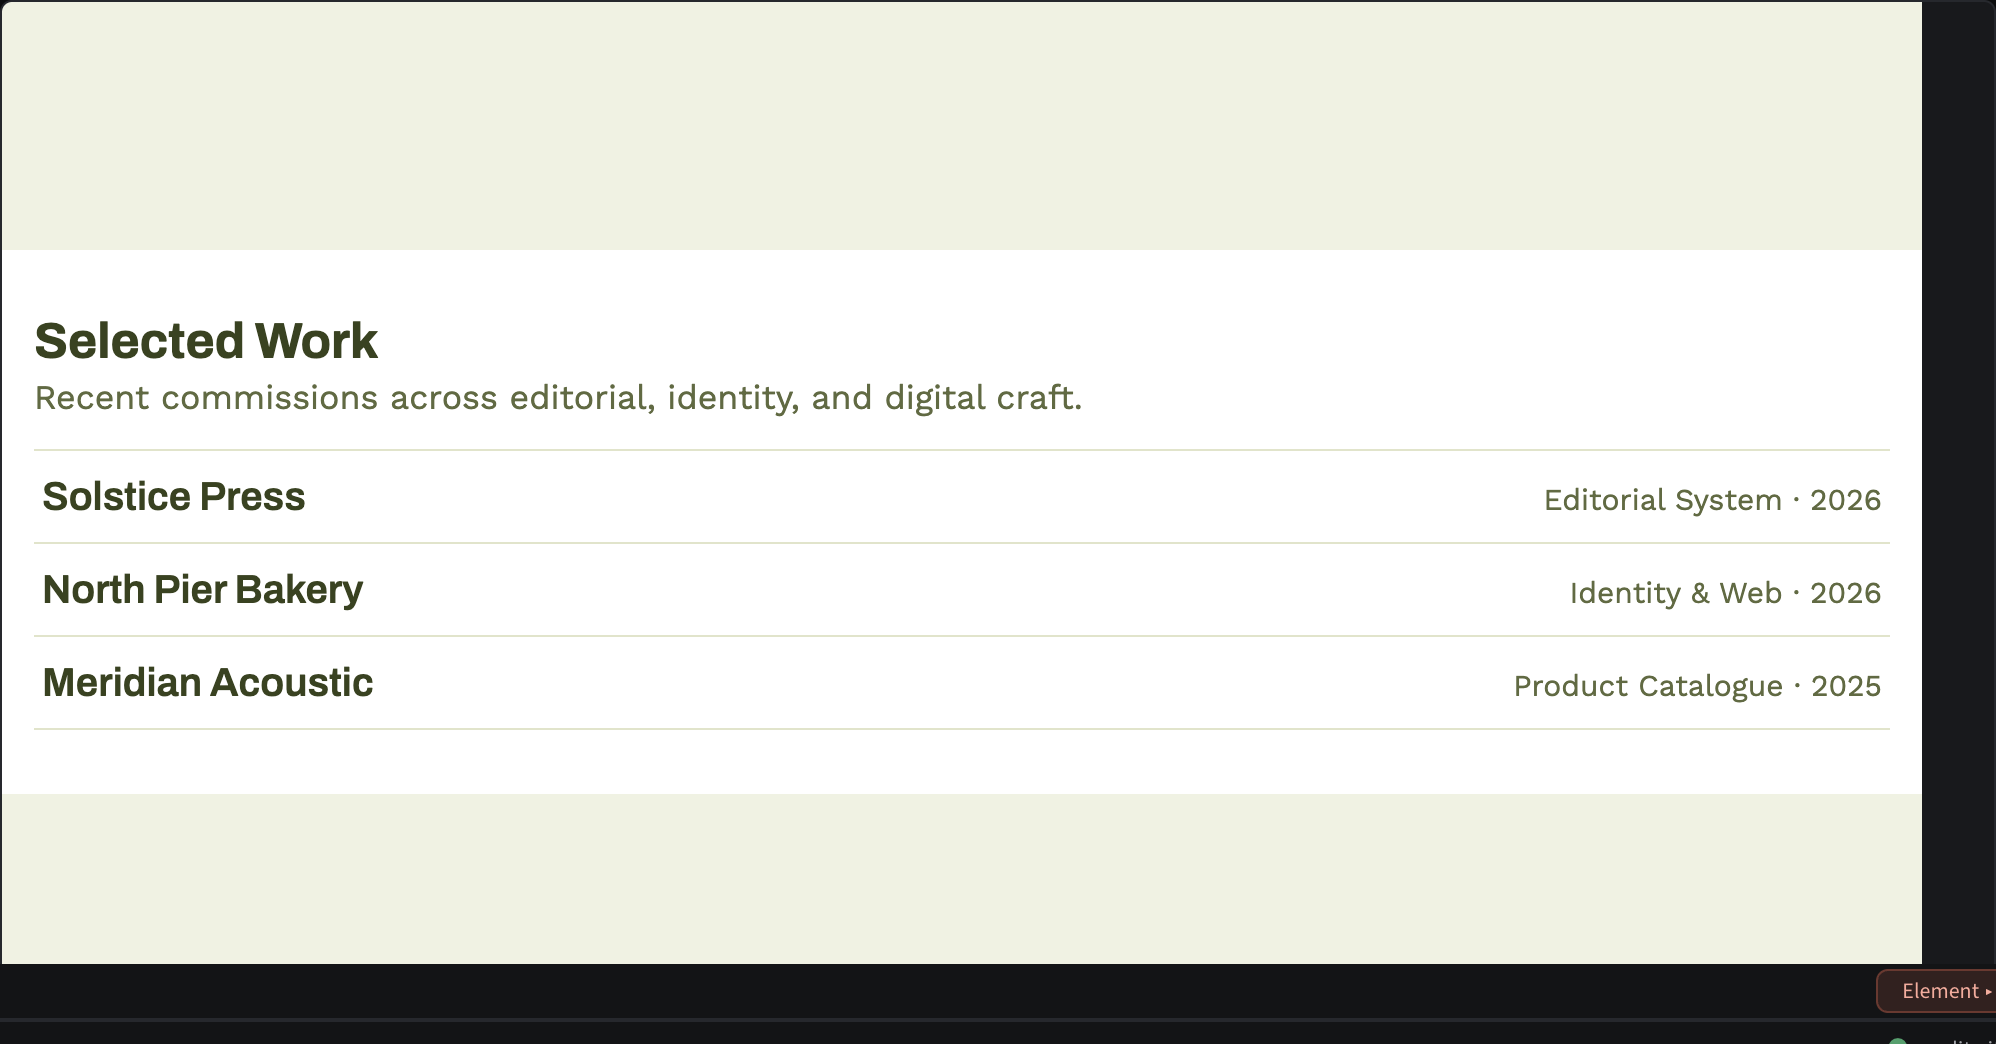 Selected Work
Recent commissions across editorial, identity, and digital craft.
Solstice Press
Editorial System · 2026
North Pier Bakery
Identity & Web · 2026
Meridian Acoustic
Product Catalogue · 2025
Element ▸